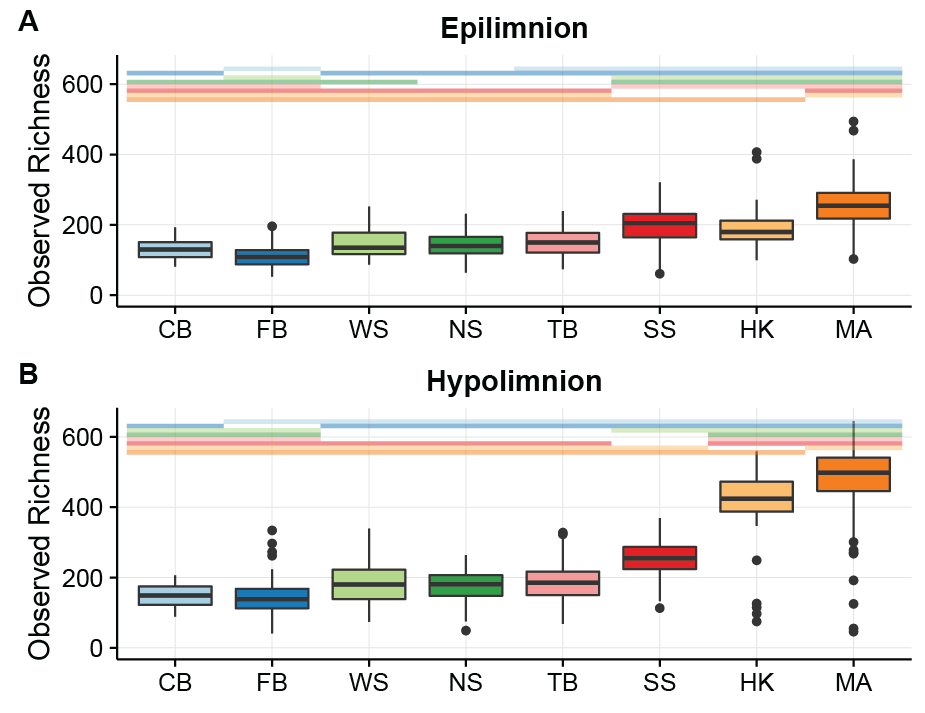 A
Epilimnion
Observed Richness
600
400
200
0
CB FB WS NS TB SS HK MA
B
Hypolimnion
Observed Richness
600
400
200
0
CB FB WS NS TB SS HK MA